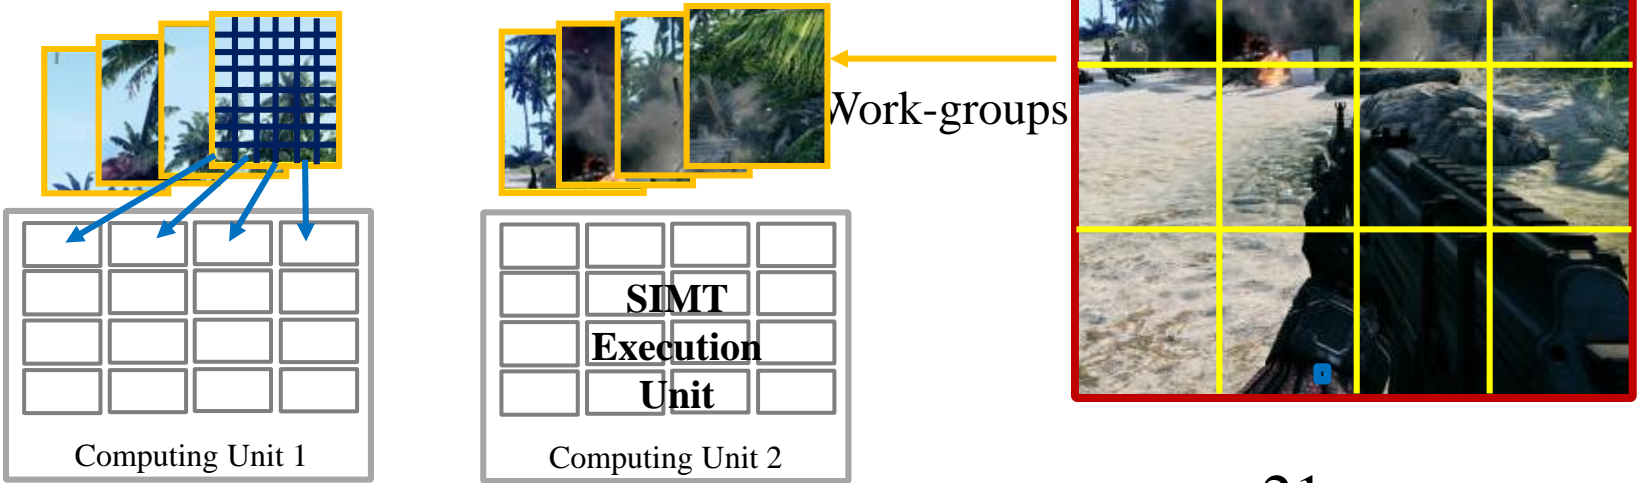 Work-groups
SIMT
Execution
Unit
Computing Unit 1
Computing Unit 2